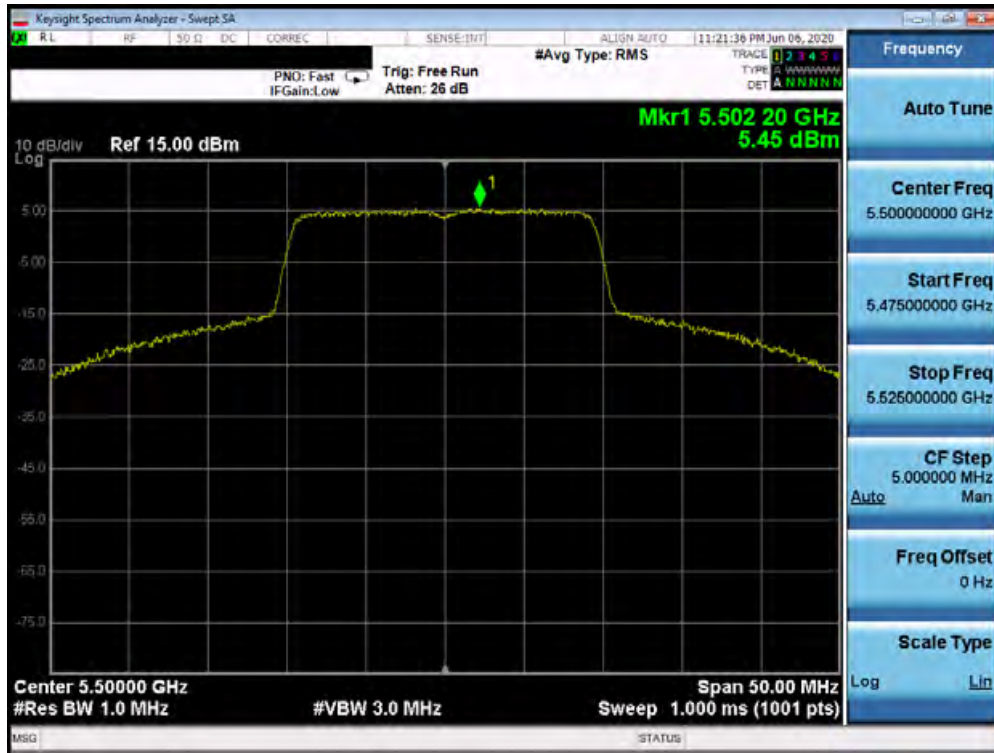 Keysight Spectrum Analyzer - Swept SA
RL RF 50 Ω DC CORREC SENSE:INT ALIGN AUTO 11:21:36 PM Jun 06, 2020
#Avg Type: RMS
TRACE 1 2 3 4 5 6
PNO: Fast Trig: Free Run
TYPE A WWWWW
IFGain:Low Atten: 26 dB
DET A N N N N N
Mkr1 5.502 20 GHz
5.45 dBm
10 dB/div Ref 15.00 dBm
Log
1
5.00
-5.00
-15.0
-25.0
-35.0
-45.0
-55.0
-65.0
-75.0
Center 5.50000 GHz Span 50.00 MHz
#Res BW 1.0 MHz #VBW 3.0 MHz Sweep 1.000 ms (1001 pts)
MSG STATUS
Frequency
Auto Tune
Center Freq
5.500000000 GHz
Start Freq
5.475000000 GHz
Stop Freq
5.525000000 GHz
CF Step
5.000000 MHz
Auto Man
Freq Offset
0 Hz
Scale Type
Log Lin